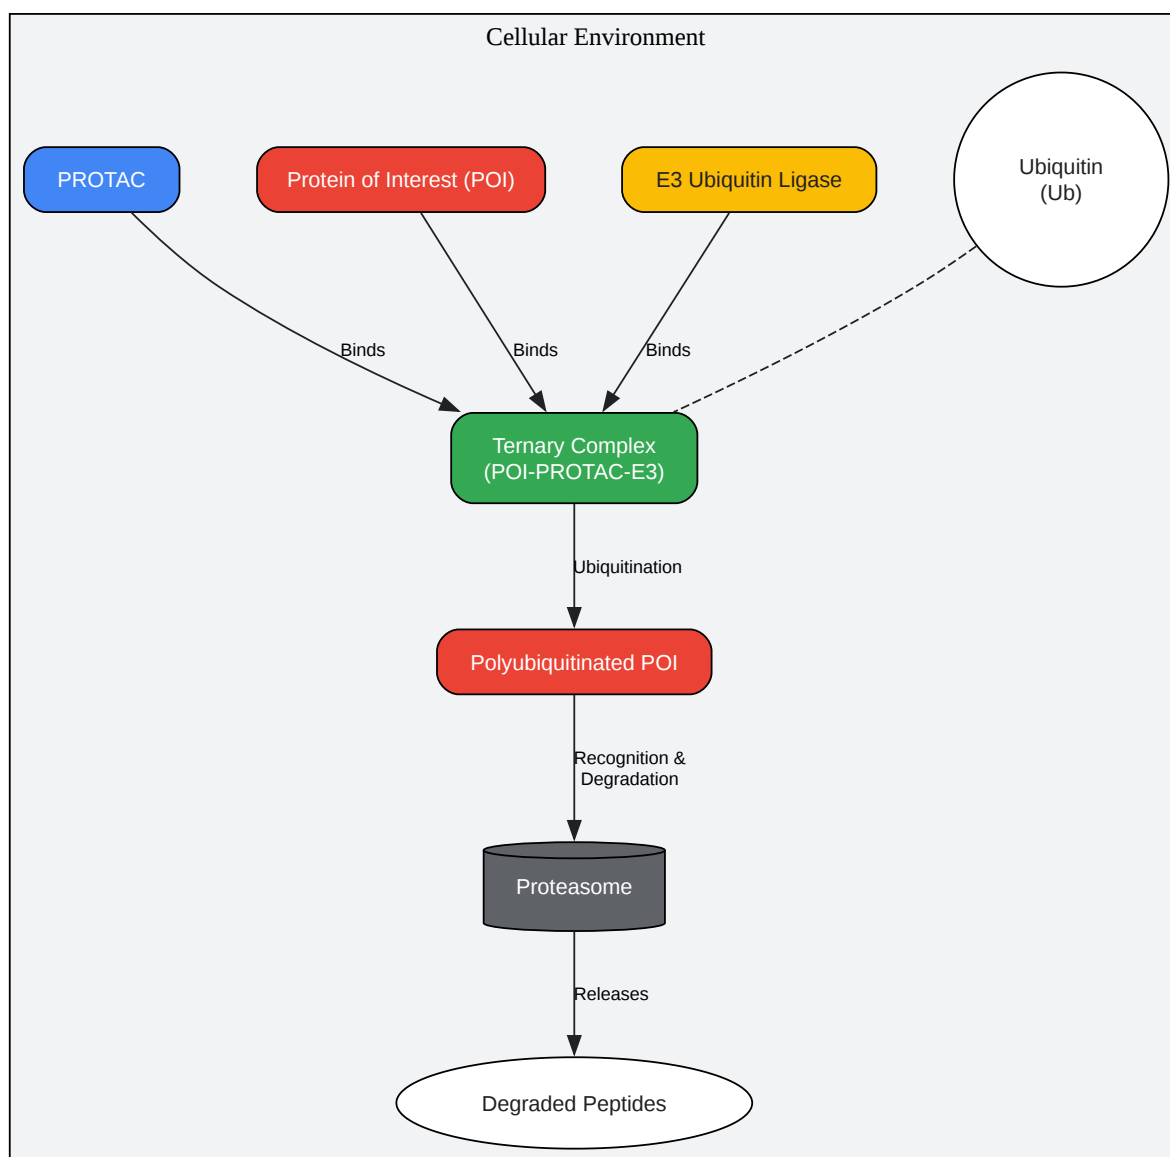 Cellular Environment
PROTAC
Protein of Interest (POI)
E3 Ubiquitin Ligase
Ubiquitin
(Ub)
Binds
Binds
Binds
Ternary Complex
(POI-PROTAC-E3)
Ubiquitination
Polyubiquitinated POI
Recognition &
Degradation
Proteasome
Releases
Degraded Peptides